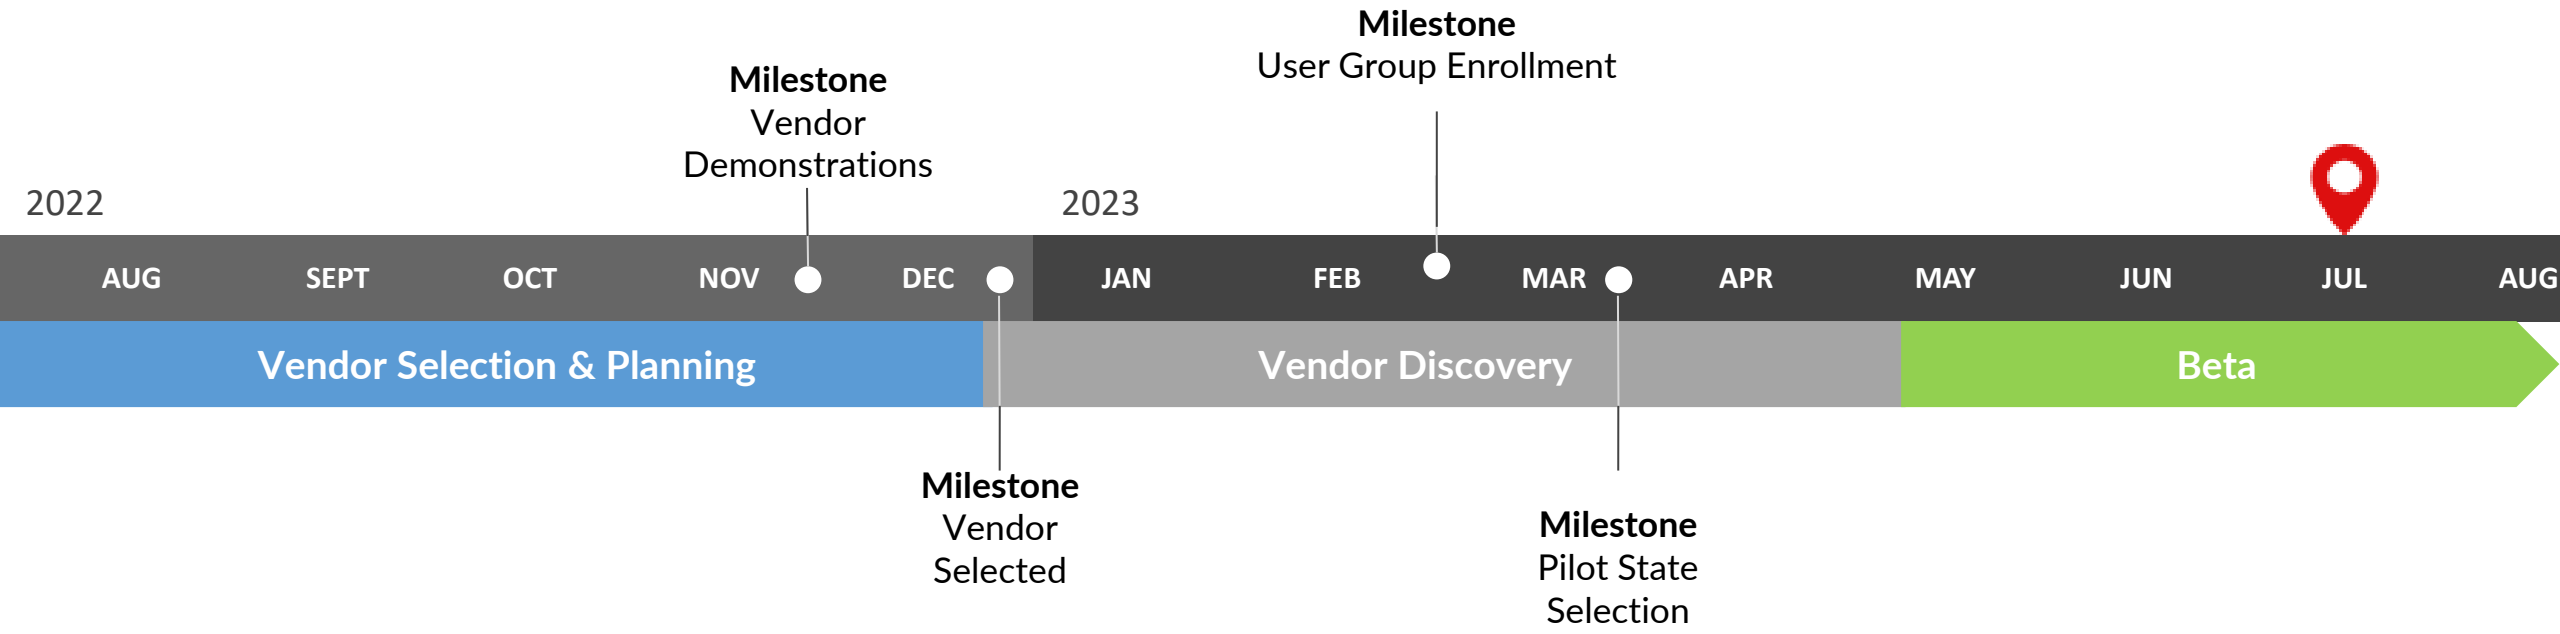 Milestone
User Group Enrollment
Milestone
Vendor
Demonstrations
2022
2023
AUG SEPT OCT NOV DEC JAN FEB MAR APR MAY JUN JUL AUG
Vendor Selection & Planning Vendor Discovery Beta
Milestone
Vendor
Selected
Milestone
Pilot State
Selection